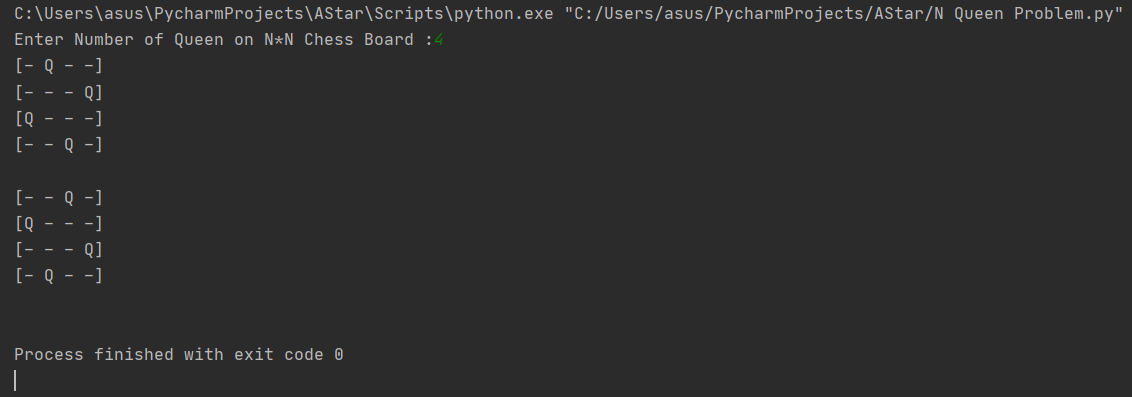 C:\Users\asus\PycharmProjects\AStar\Scripts\python.exe "C:/Users/asus/PycharmProjects/AStar/N Queen Problem.py"
Enter Number of Queen on N*N Chess Board :4
[- Q - -]
[- - - Q]
[Q - - -]
[- - Q -]
[- - Q -]
[Q - - -]
[- - - Q]
[- Q - -]
Process finished with exit code 0